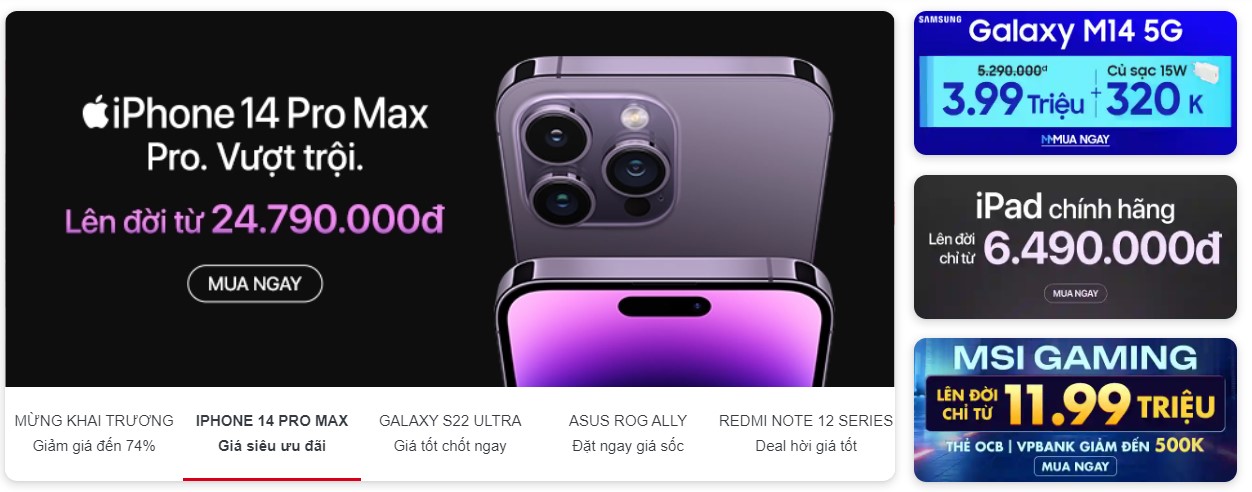 iPhone 14 Pro Max
Pro. Vượt trội.
Lên đời từ 24.790.000đ
MUA NGAY
MỪNG KHAI TRƯƠNG
Giảm giá đến 74%
IPHONE 14 PRO MAX
Giá siêu ưu đãi
GALAXY S22 ULTRA
Giá tốt chốt ngay
ASUS ROG ALLY
Đặt ngay giá sốc
REDMI NOTE 12 SERIES
Deal hời giá tốt
SAMSUNG
Galaxy M14 5G
5.290.000đ
3.99 Triệu
+
Củ sạc 15W
320 K
MUA NGAY
iPad chính hãng
Lên đời
chỉ từ
6.490.000đ
MUA NGAY
MSI GAMING
LÊN ĐỜI
CHỈ TỪ
11.99 TRIỆU
THẺ OCB | VPBANK GIẢM ĐẾN 500K
MUA NGAY